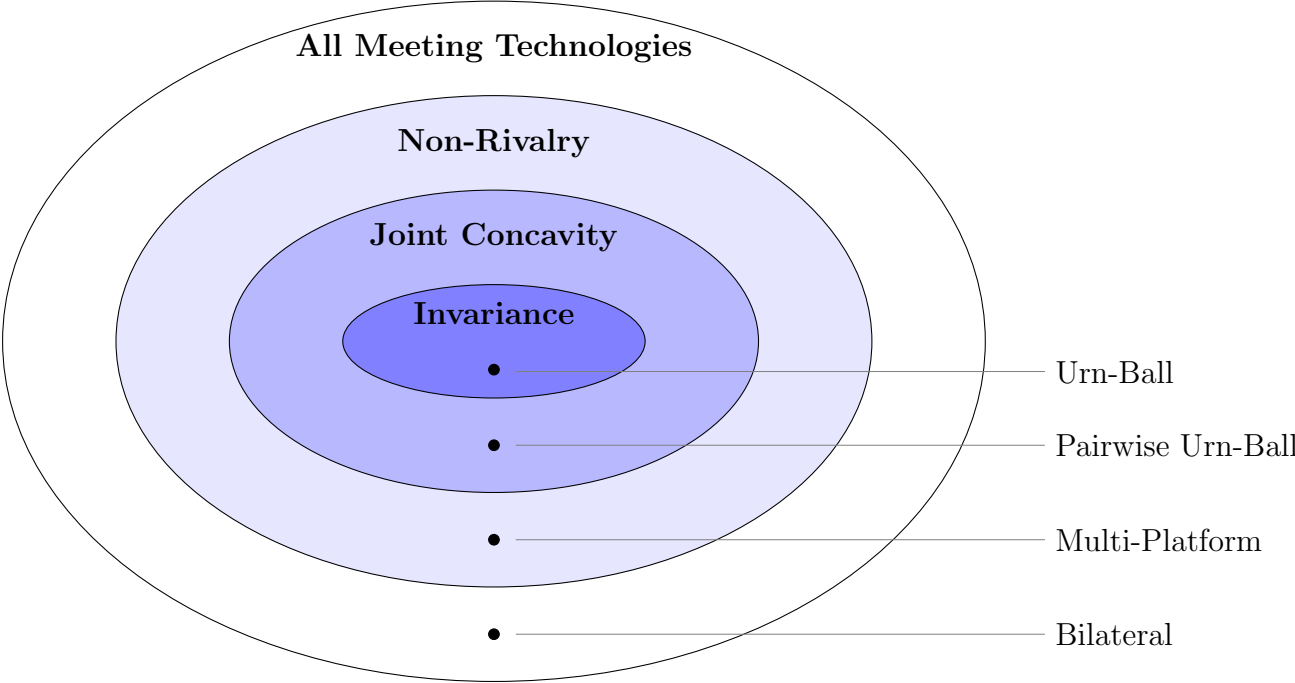 All Meeting Technologies
Non-Rivalry
Joint Concavity
Invariance
Urn-Ball
Pairwise Urn-Ball
Multi-Platform
Bilateral